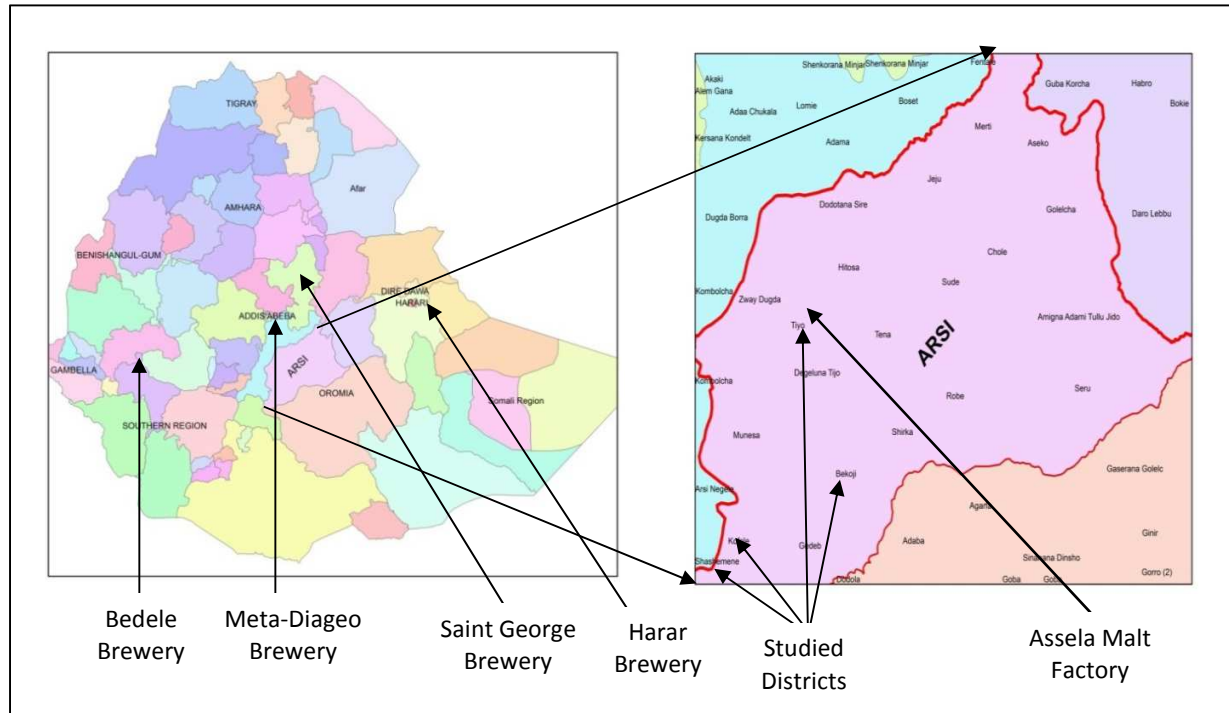 TIGRAY
Afar
AMHARA
BENISHANGUL-GUM
DIRE DAWA
HARARI
ADDIS ABEBA
ARSI
GAMBELLA
OROMIA
Somali Region
SOUTHERN REGION
Shenkorana Minjar
Shenkorana Minjar
Fentale
Akaki
Alem Gana
Lomie
Boset
Guba Korcha
Habro
Bokie
Adaa Chukala
Kersana Kondelt
Adama
Merti
Aseko
Jeju
Dodotana Sire
Golelcha
Dugda Borra
Daro Lebbu
Chole
Hitosa
Sude
Kombolcha
Zway Dugda
Amigna Adami Tullu Jido
Tiyo
Tena
ARSI
Degeluna Tijo
Kombolcha
Robe
Seru
Munesa
Shirka
Bekoji
Gaserana Golelc
Arsi Negele
Agarfa
Kofele
Gedeb
Adaba
Ginir
Shashemene
Sinanana Dinsho
Dodola
Goba
Goba
Gorro (2)
Bedele
Brewery
Meta-Diageo
Brewery
Saint George
Brewery
Harar
Brewery
Studied
Districts
Assela Malt
Factory